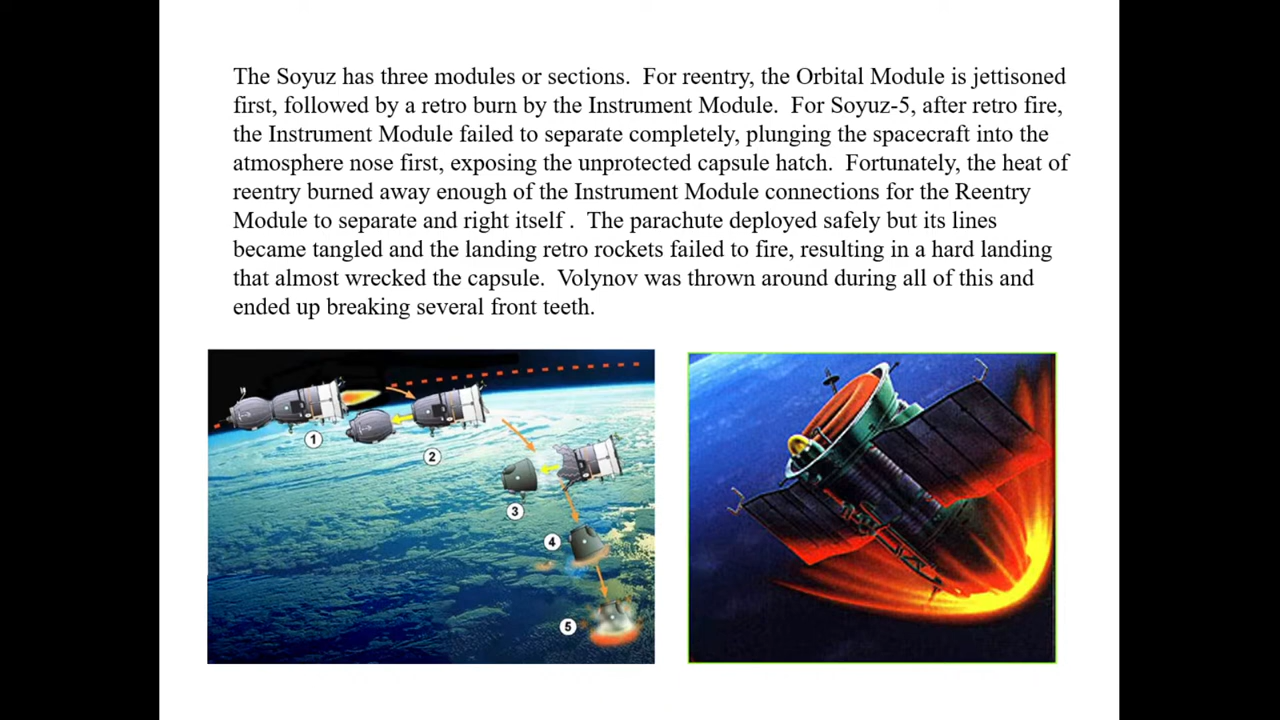 The Soyuz has three modules or sections.  For reentry, the Orbital Module is jettisoned
first, followed by a retro burn by the Instrument Module.  For Soyuz-5, after retro fire,
the Instrument Module failed to separate completely, plunging the spacecraft into the
atmosphere nose first, exposing the unprotected capsule hatch.  Fortunately, the heat of
reentry burned away enough of the Instrument Module connections for the Reentry
Module to separate and right itself .  The parachute deployed safely but its lines
became tangled and the landing retro rockets failed to fire, resulting in a hard landing
that almost wrecked the capsule.  Volynov was thrown around during all of this and
ended up breaking several front teeth.
1
2
3
4
5